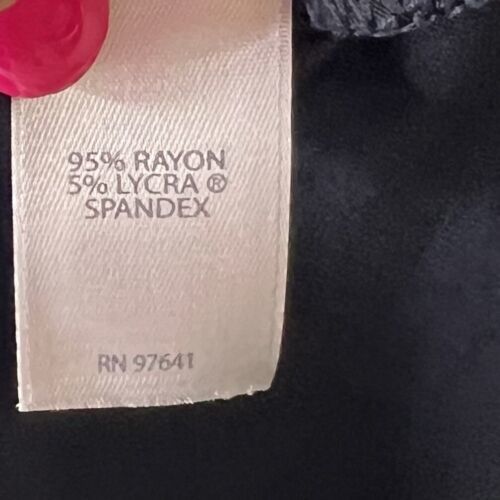 95% RAYON
5% LYCRA ®
SPANDEX
RN 97641